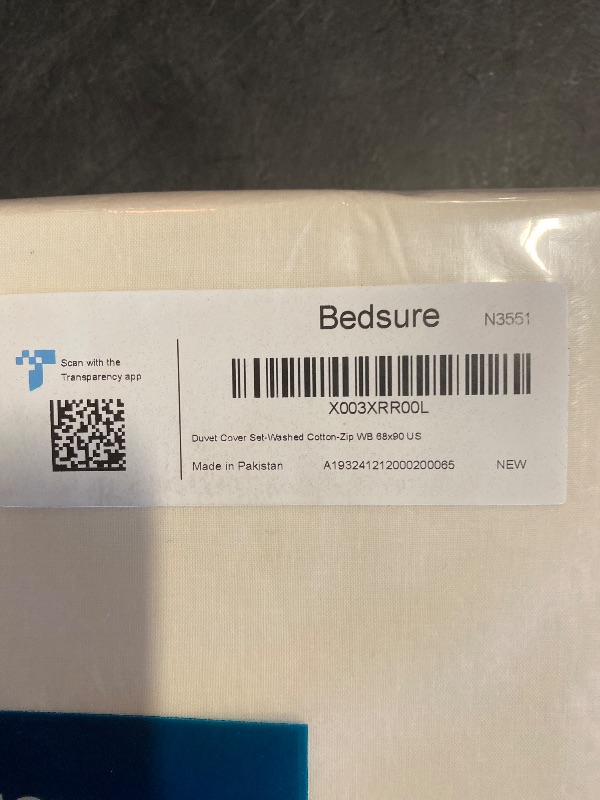 Bedsure
N3551
Scan with the
Transparency app
X003XRR00L
Duvet Cover Set-Washed Cotton-Zip WB 68x90 US
Made in Pakistan A193241212000200065 NEW